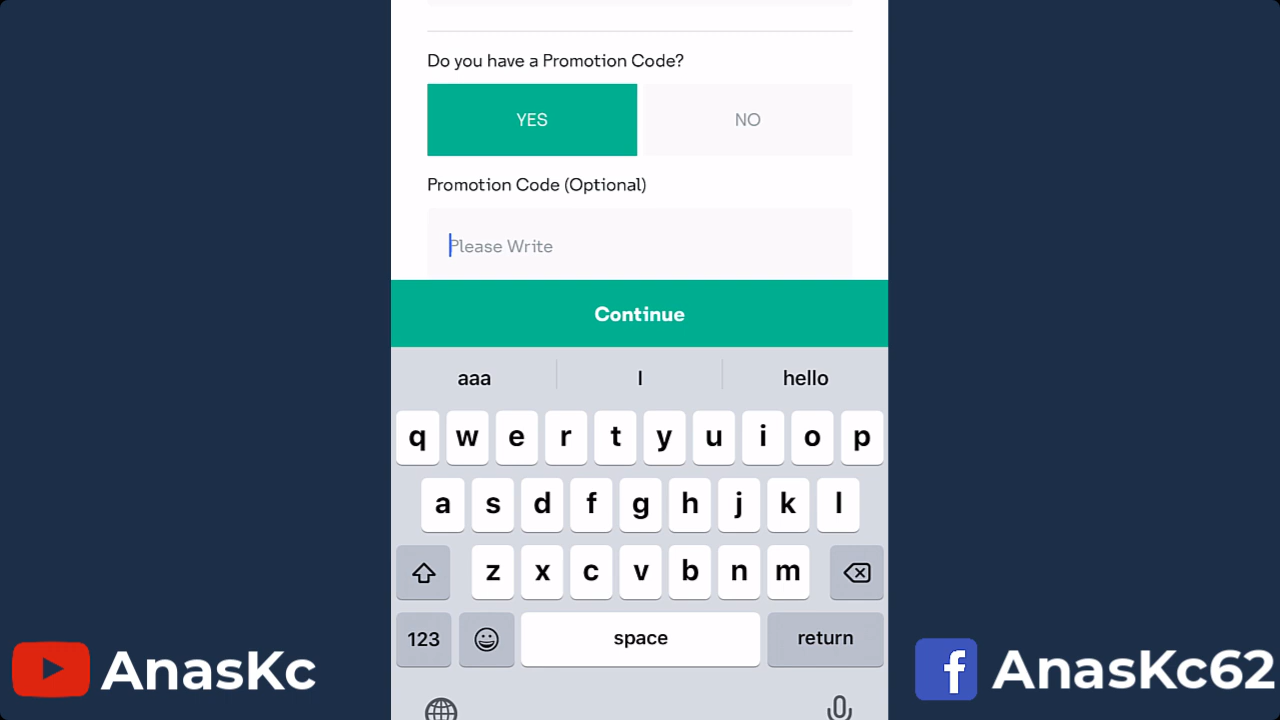 Do you have a Promotion Code?
YES NO
Promotion Code (Optional)
Please Write
Continue
aaa I hello
q w e r t y u i o p
a s d f g h j k l
z x c v b n m
123 space return
AnasKc
f AnasKc62